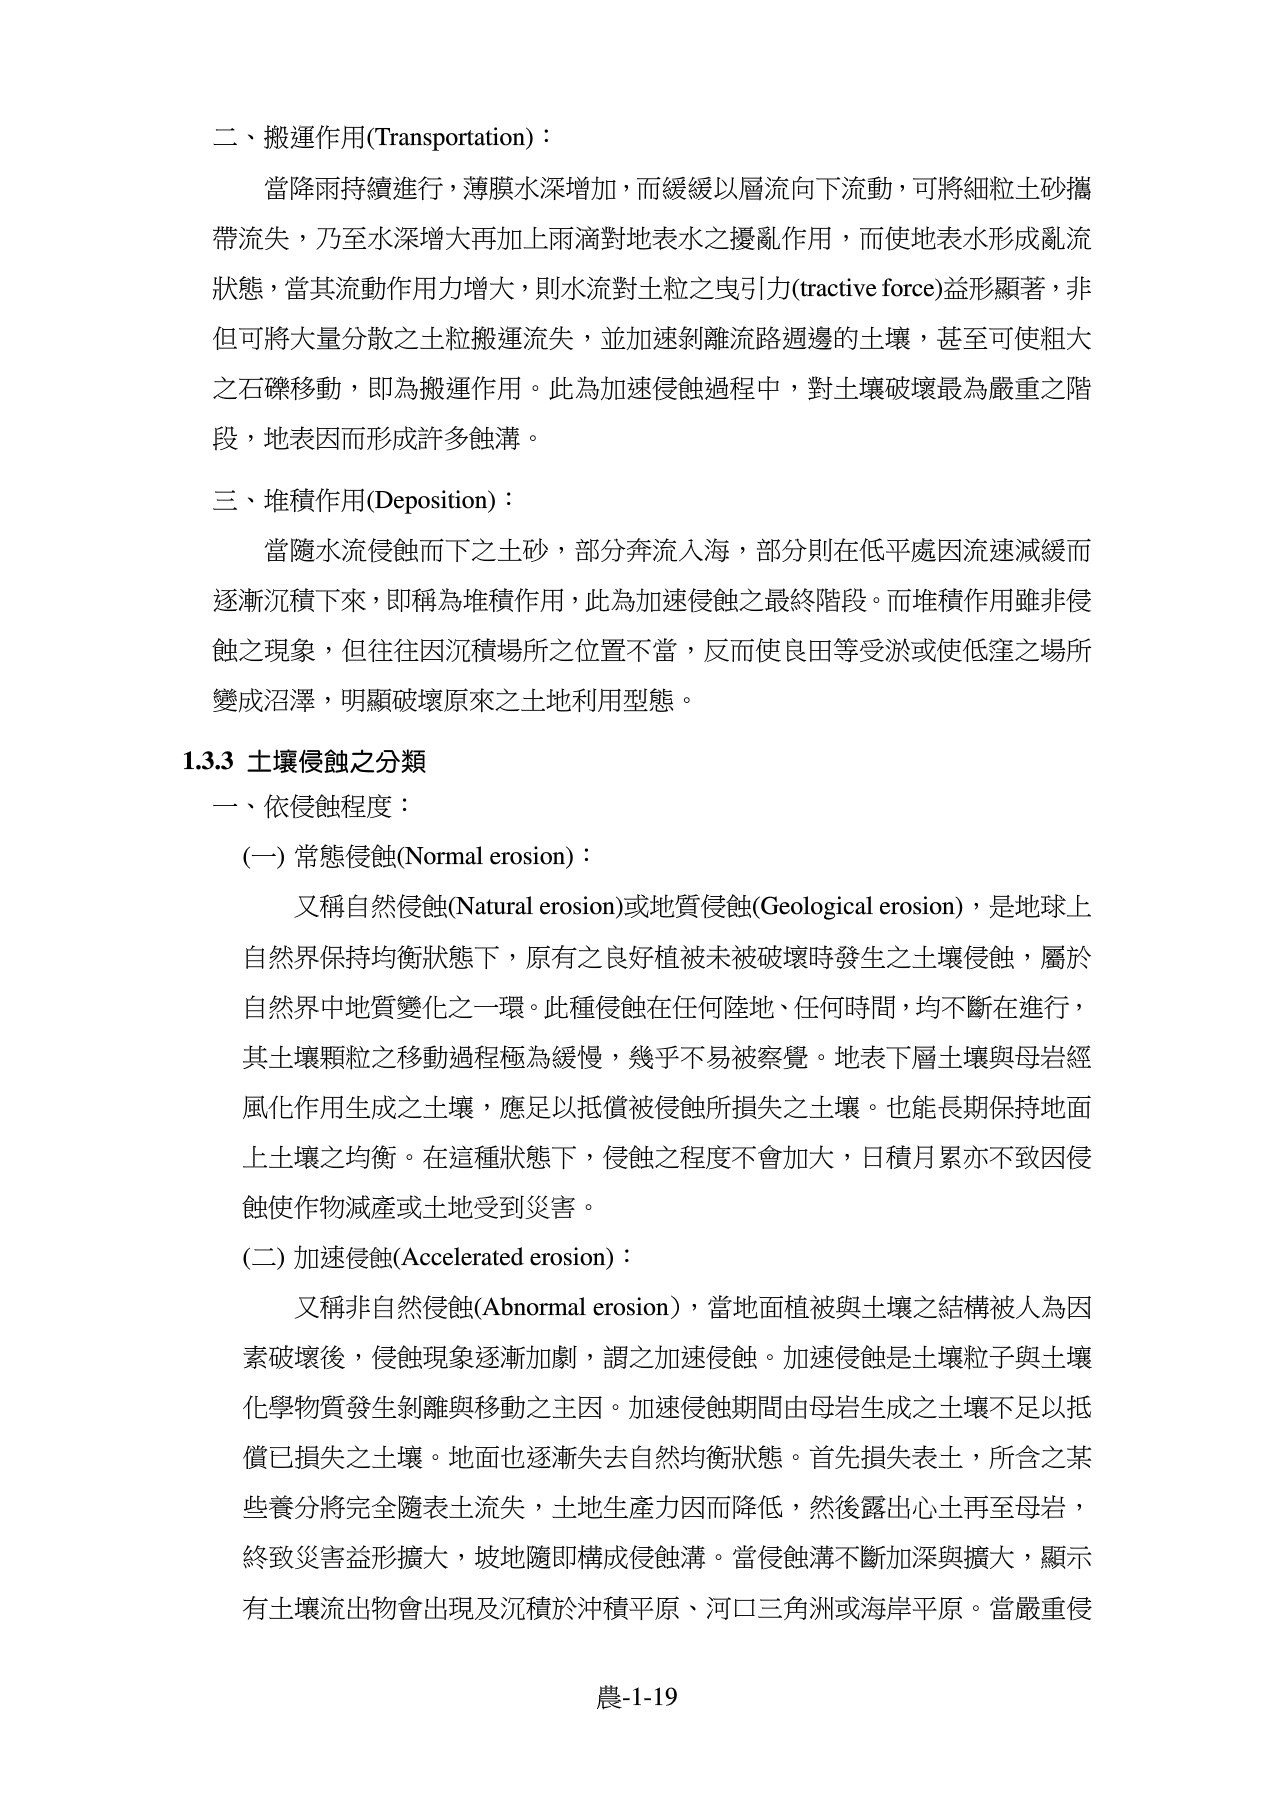 二、搬運作用(Transportation)：
當降雨持續進行，薄膜水深增加，而緩緩以層流向下流動，可將細粒土砂攜
帶流失，乃至水深增大再加上雨滴對地表水之擾亂作用，而使地表水形成亂流
狀態，當其流動作用力增大，則水流對土粒之曳引力(tractive force)益形顯著，非
但可將大量分散之土粒搬運流失，並加速剝離流路週邊的土壤，甚至可使粗大
之石礫移動，即為搬運作用。此為加速侵蝕過程中，對土壤破壞最為嚴重之階
段，地表因而形成許多蝕溝。
三、堆積作用(Deposition)：
當隨水流侵蝕而下之土砂，部分奔流入海，部分則在低平處因流速減緩而
逐漸沉積下來，即稱為堆積作用，此為加速侵蝕之最終階段。而堆積作用雖非侵
蝕之現象，但往往因沉積場所之位置不當，反而使良田等受淤或使低窪之場所
變成沼澤，明顯破壞原來之土地利用型態。
1.3.3 土壤侵蝕之分類
一、依侵蝕程度：
(一) 常態侵蝕(Normal erosion)：
又稱自然侵蝕(Natural erosion)或地質侵蝕(Geological erosion)，是地球上
自然界保持均衡狀態下，原有之良好植被未被破壞時發生之土壤侵蝕，屬於
自然界中地質變化之一環。此種侵蝕在任何陸地、任何時間，均不斷在進行，
其土壤顆粒之移動過程極為緩慢，幾乎不易被察覺。地表下層土壤與母岩經
風化作用生成之土壤，應足以抵償被侵蝕所損失之土壤。也能長期保持地面
上土壤之均衡。在這種狀態下，侵蝕之程度不會加大，日積月累亦不致因侵
蝕使作物減產或土地受到災害。
(二) 加速侵蝕(Accelerated erosion)：
又稱非自然侵蝕(Abnormal erosion)，當地面植被與土壤之結構被人為因
素破壞後，侵蝕現象逐漸加劇，謂之加速侵蝕。加速侵蝕是土壤粒子與土壤
化學物質發生剝離與移動之主因。加速侵蝕期間由母岩生成之土壤不足以抵
償已損失之土壤。地面也逐漸失去自然均衡狀態。首先損失表土，所含之某
些養分將完全隨表土流失，土地生產力因而降低，然後露出心土再至母岩，
終致災害益形擴大，坡地隨即構成侵蝕溝。當侵蝕溝不斷加深與擴大，顯示
有土壤流出物會出現及沉積於沖積平原、河口三角洲或海岸平原。當嚴重侵
農-1-19